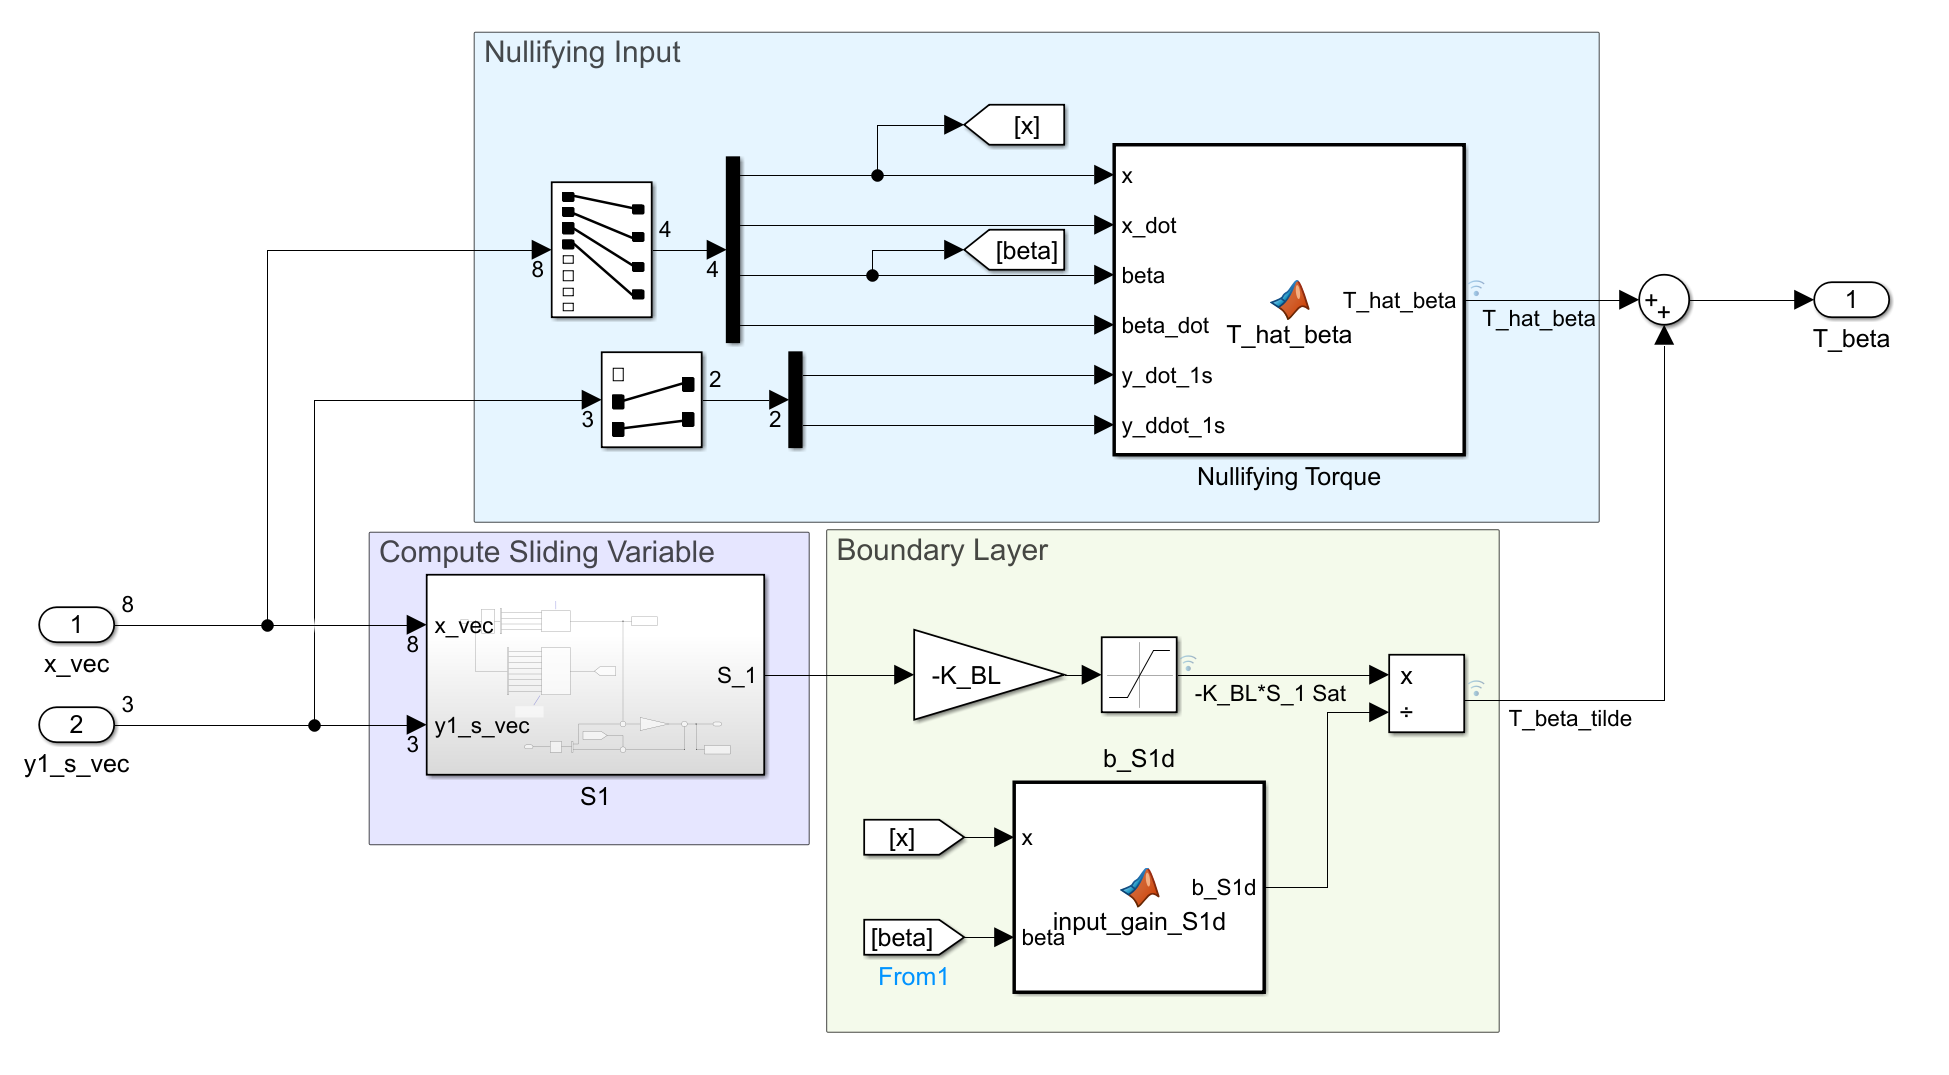 Nullifying Input
[x]
x
4
x_dot
[beta]
8
4
beta
T_hat_beta
T_hat_beta
T_hat_beta
beta_dot
+
+
1
T_beta
2
y_dot_1s
3
2
y_ddot_1s
Nullifying Torque
Compute Sliding Variable
Boundary Layer
8
1
x_vec
8
x_vec
S_1
3
2
y1_s_vec
3
y1_s_vec
S1
-K_BL
-K_BL*S_1 Sat
x
÷
T_beta_tilde
b_S1d
[x]
x
b_S1d
input_gain_S1d
[beta]
beta
From1